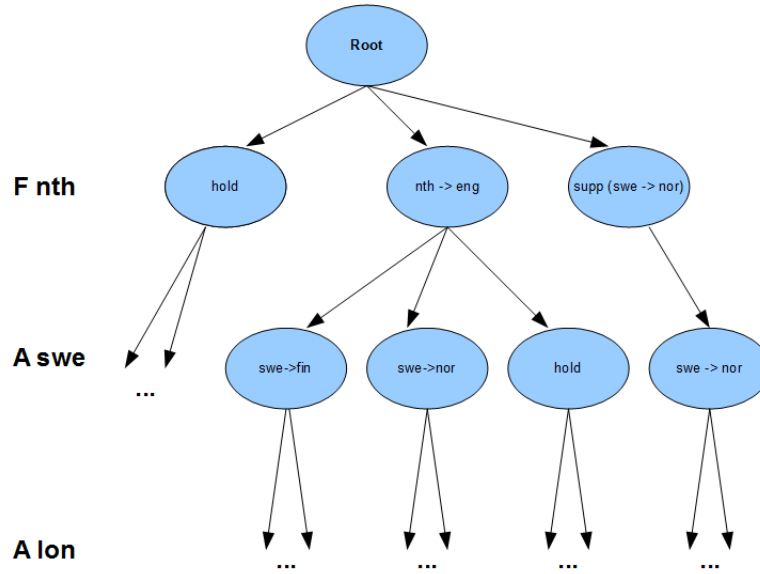 Root
F nth
hold
nth -> eng
supp (swe -> nor)
A swe
...
swe->fin
swe->nor
hold
swe -> nor
A lon
...
...
...
...